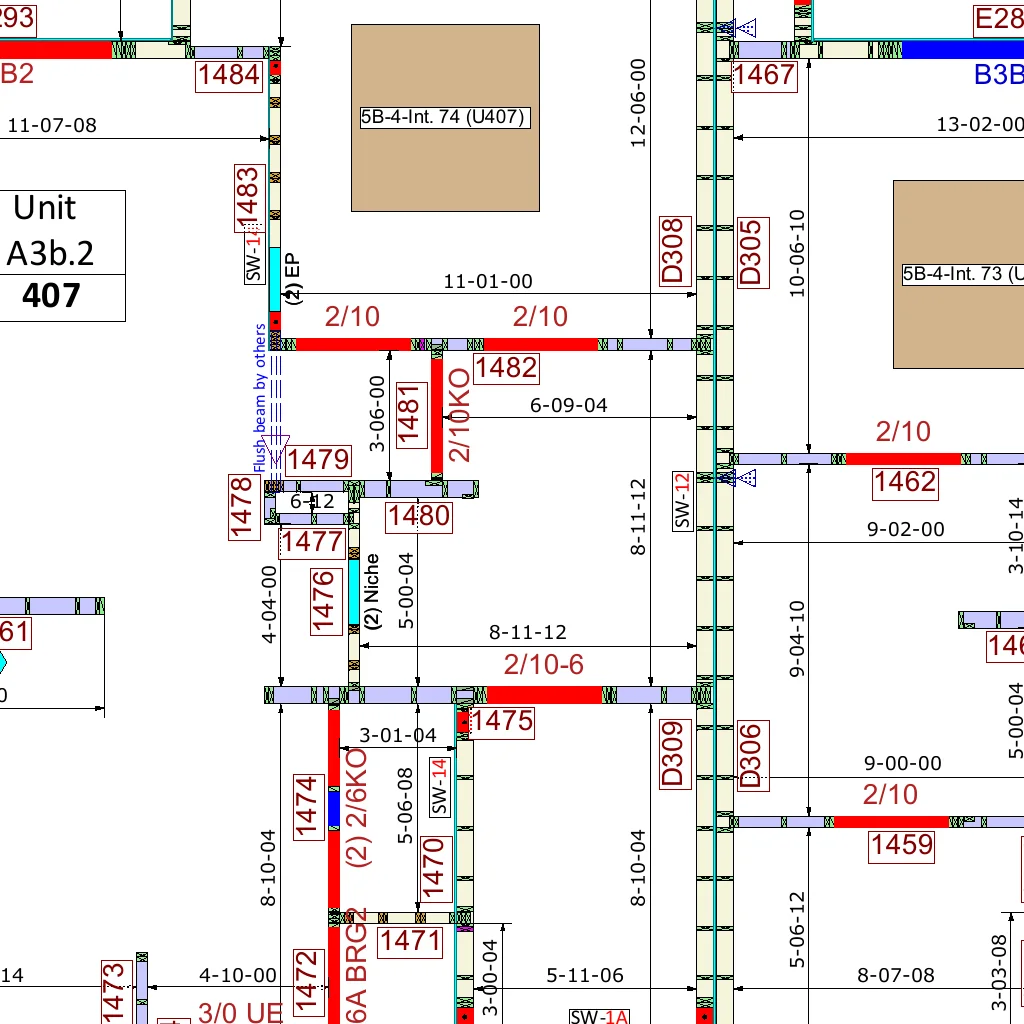 293
E28
B2
1484
1467
B3B
5B-4-Int. 74 (U407)
12-06-00
11-07-08
13-02-00
1483
SW-14
(2) EP
Unit
A3b.2
407
D308
D305
10-06-10
5B-4-Int. 73 (U
11-01-00
2/10
2/10
1482
Flush beam by others
3-06-00
1481
2/10KO
6-09-04
2/10
1462
1479
1478
6-12
1480
1477
SW-12
8-11-12
9-02-00
3-10-14
1476
(2) Niche
4-04-00
5-00-04
9-04-10
61
146
8-11-12
2/10-6
5-00-04
0
1475
3-01-04
D309
D306
9-00-00
2/10
1474
(2) 2/6KO
5-06-08
SW-14
1459
8-10-04
1470
8-10-04
1471
5-06-12
14
1473
4-10-00
1472
6A BRG2
3-00-04
5-11-06
8-07-08
3-03-08
3/0 UE
SW-1A